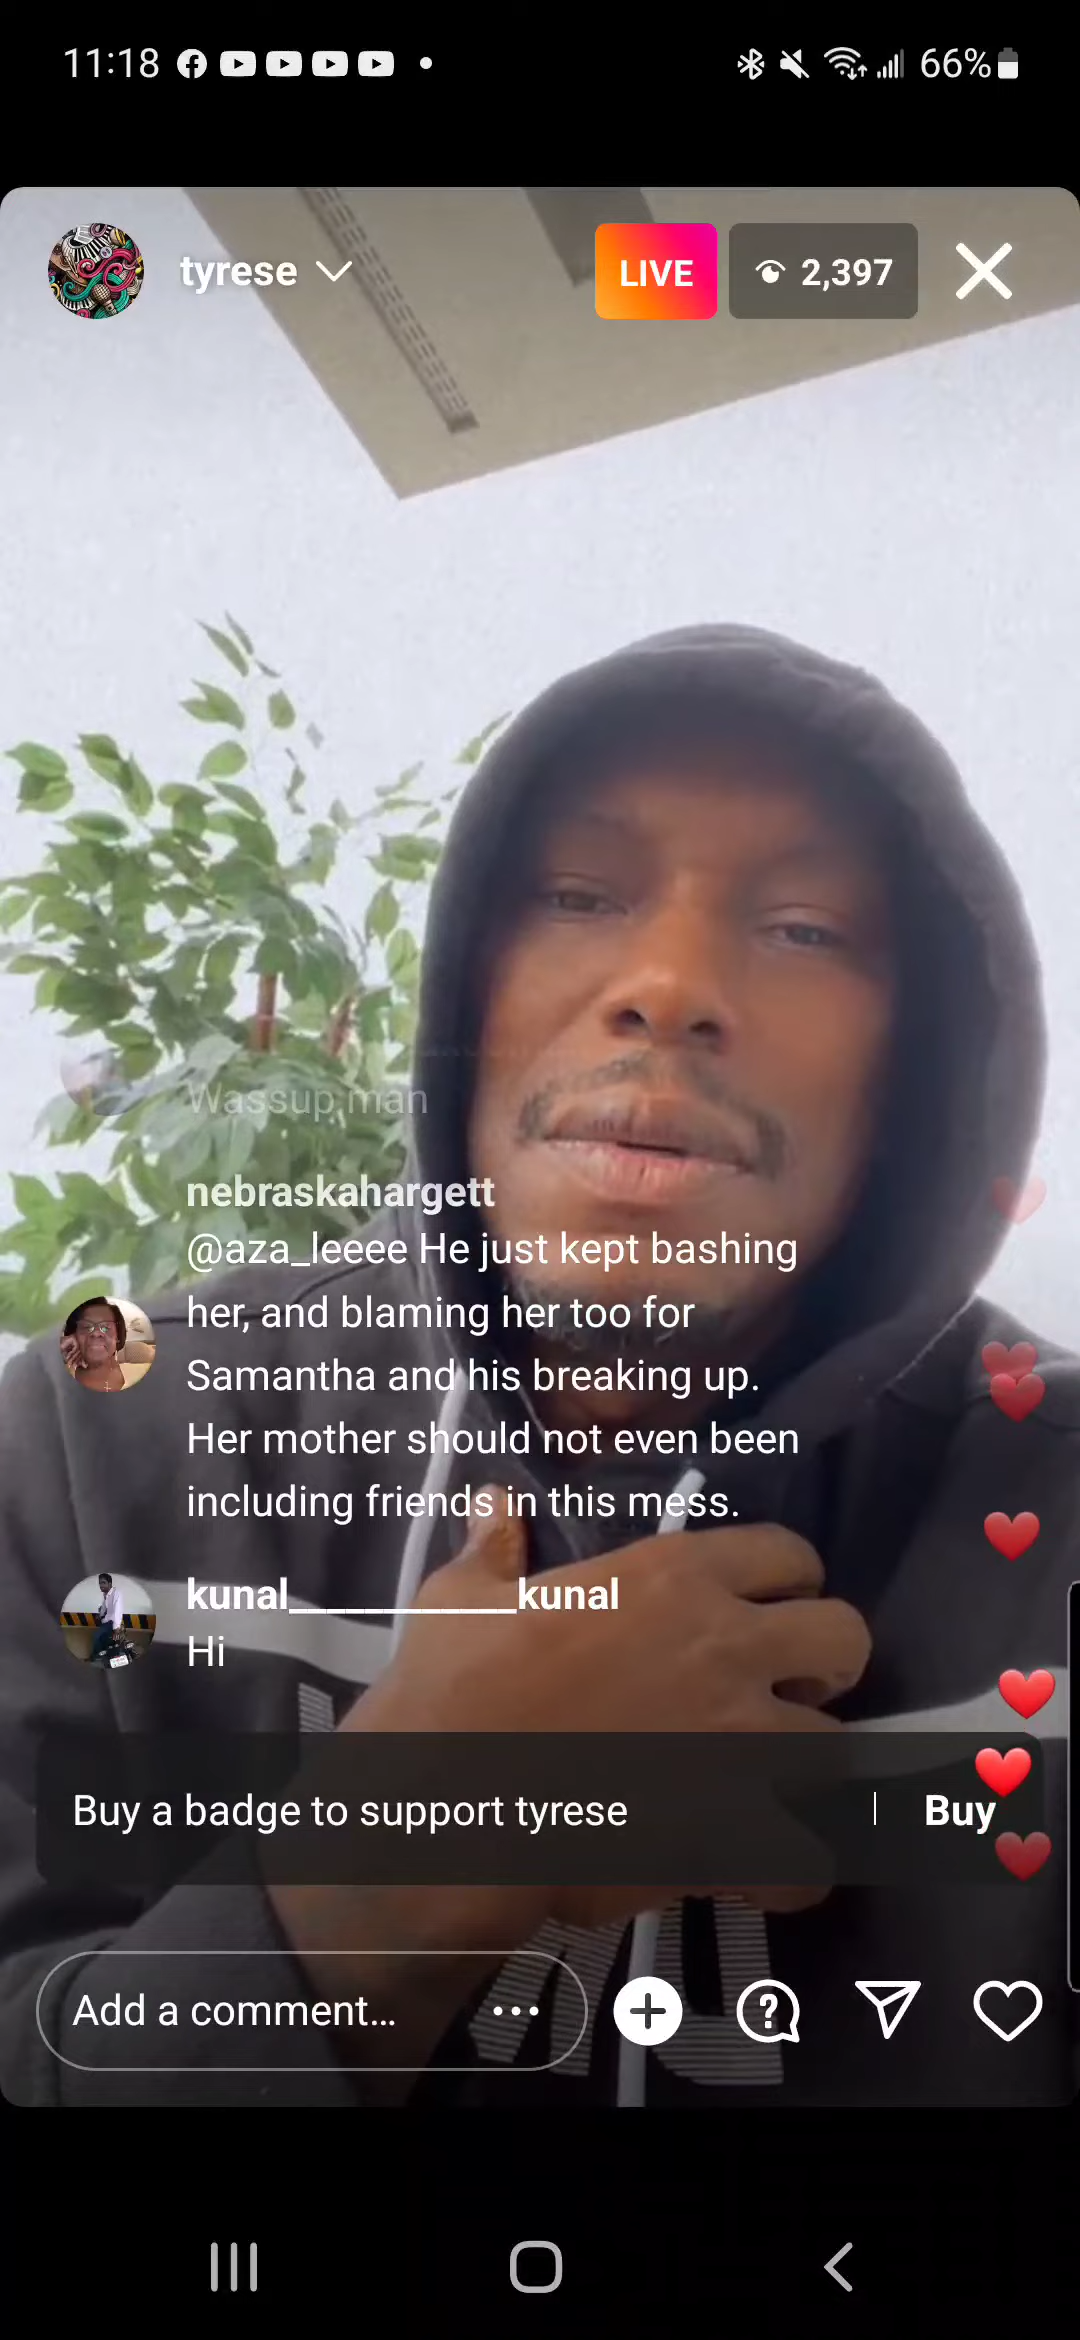 11:18
66%
tyrese
LIVE
2,397
Wassup man
nebraskahargett
@aza_leeee He just kept bashing
her, and blaming her too for
Samantha and his breaking up.
Her mother should not even been
including friends in this mess.
kunal___________kunal
Hi
Buy a badge to support tyrese
Buy
Add a comment...